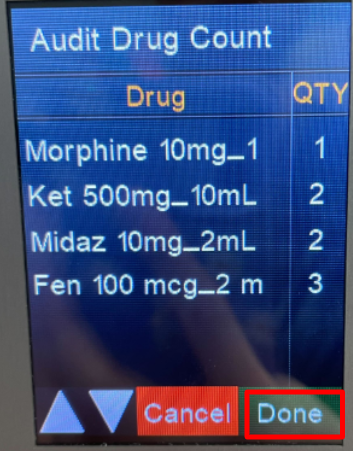 Audit Drug Count
Drug QTY
Morphine 10mg_1 1
Ket 500mg_10mL 2
Midaz 10mg_2mL 2
Fen 100 mcg_2 m 3
Cancel Done